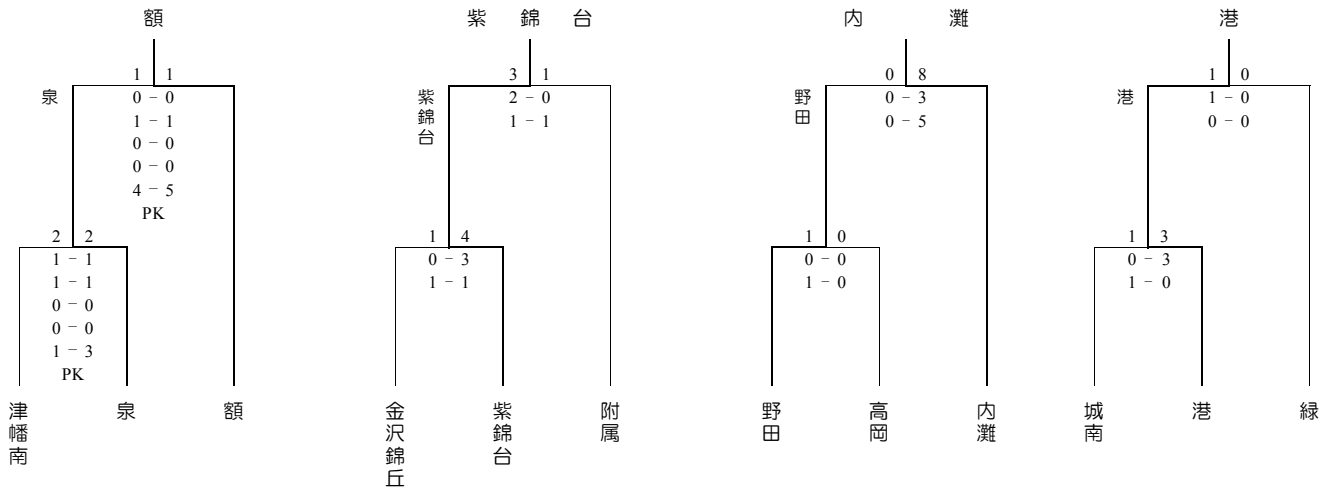 額
1 1
泉
0 - 0
1 - 1
0 - 0
0 - 0
4 - 5
PK
2 2
1 - 1
1 - 1
0 - 0
0 - 0
1 - 3
PK
津幡南
泉
額
紫錦台
3 1
紫錦台
2 - 0
1 - 1
1 4
0 - 3
1 - 1
金沢錦丘
紫錦台
附属
内灘
0 8
野田
0 - 3
0 - 5
1 0
0 - 0
1 - 0
野田
高岡
内灘
港
1 0
港
1 - 0
0 - 0
1 3
0 - 3
1 - 0
城南
港
緑